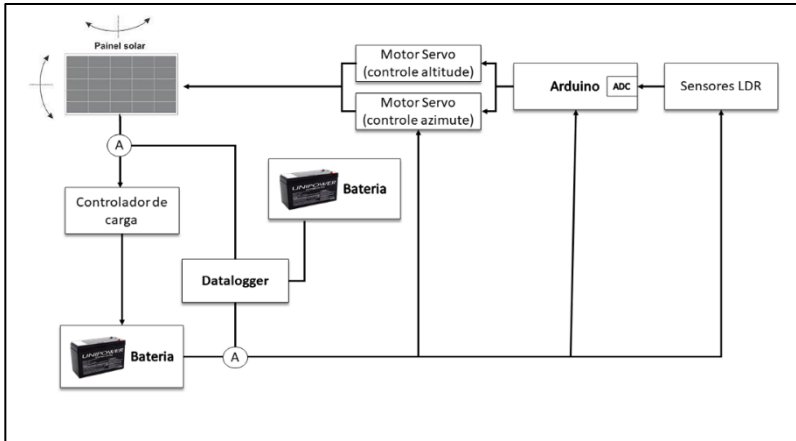 Painel solar
Motor Servo
(controle altitude)
Motor Servo
(controle azimute)
Arduino
ADC
Sensores LDR
A
UNIPOWER
Bateria
Controlador de
carga
Datalogger
UNIPOWER
Bateria
A